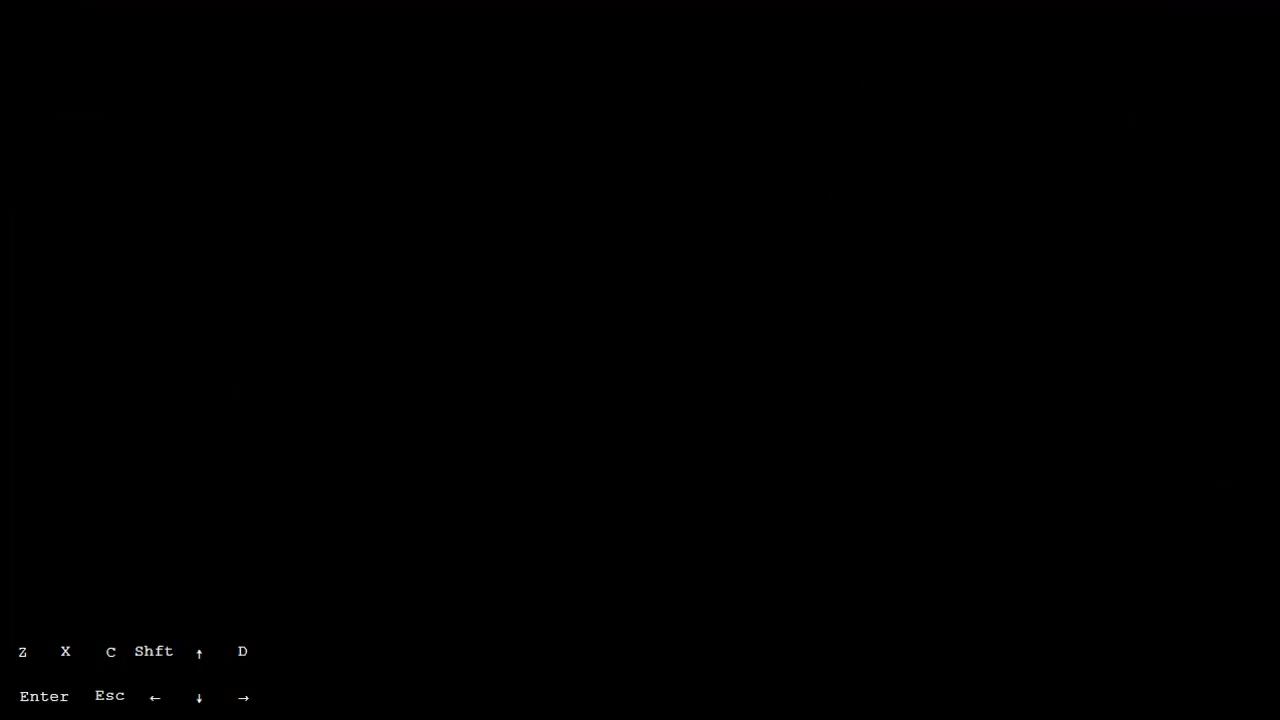 Z X C Shft ↑ D
Enter Esc ← ↓ →